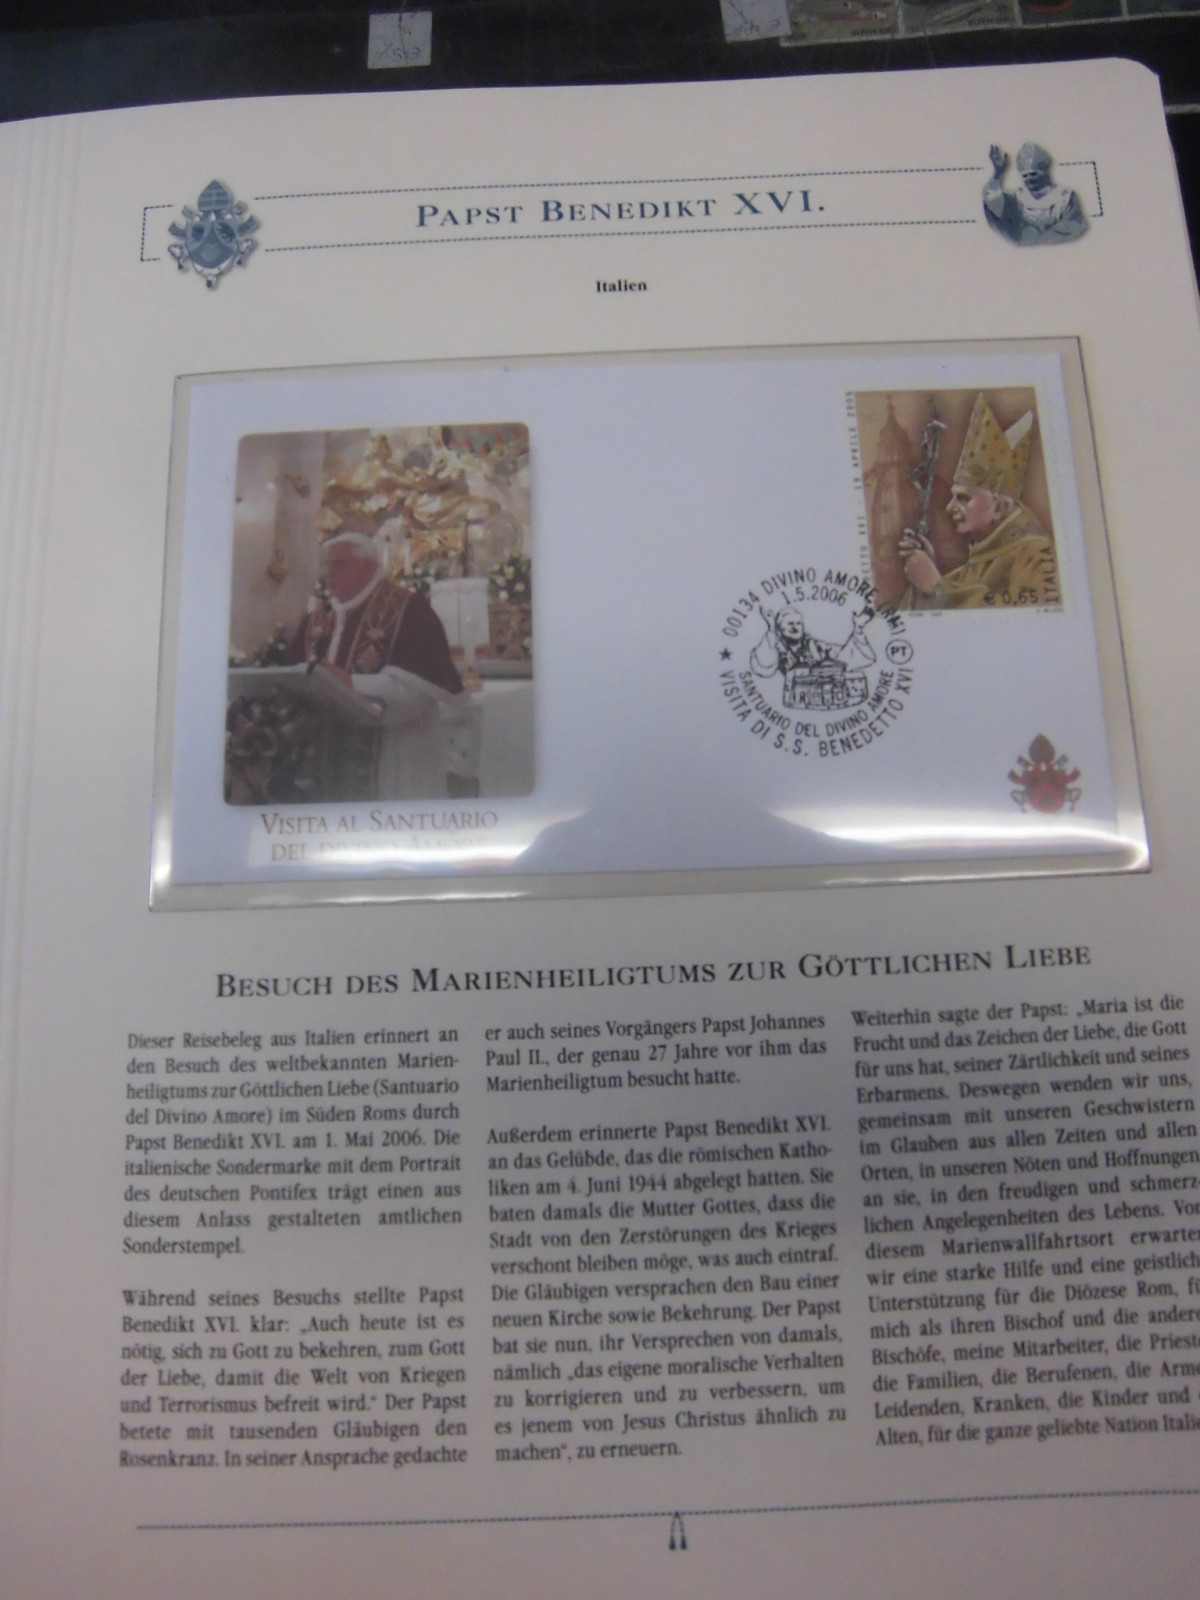 PAPST BENEDIKT XVI.
Italien
19 APRILE 2005
ITALIA
€ 0,65
00134 DIVINO AMORE (RM)
1.5.2006
PT
SANTUARIO DEL DIVINO AMORE
★ VISITA DI S.S. BENEDETTO XVI
VISITA AL SANTUARIO
DEL DIVINO AMORE
BESUCH DES MARIENHEILIGTUMS ZUR GÖTTLICHEN LIEBE
Dieser Reisebeleg aus Italien erinnert an
den Besuch des weltbekannten Marien-
heiligtums zur Göttlichen Liebe (Santuario
del Divino Amore) im Süden Roms durch
Papst Benedikt XVI. am 1. Mai 2006. Die
italienische Sondermarke mit dem Portrait
des deutschen Pontifex trägt einen aus
diesem Anlass gestalteten amtlichen
Sonderstempel.
Während seines Besuchs stellte Papst
Benedikt XVI. klar: „Auch heute ist es
nötig, sich zu Gott zu bekehren, zum Gott
der Liebe, damit die Welt von Kriegen
und Terrorismus befreit wird.“ Der Papst
betete mit tausenden Gläubigen den
Rosenkranz. In seiner Ansprache gedachte
er auch seines Vorgängers Papst Johannes
Paul II., der genau 27 Jahre vor ihm das
Marienheiligtum besucht hatte.
Außerdem erinnerte Papst Benedikt XVI.
an das Gelübde, das die römischen Katho-
liken am 4. Juni 1944 abgelegt hatten. Sie
baten damals die Mutter Gottes, dass die
Stadt von den Zerstörungen des Krieges
verschont bleiben möge, was auch eintraf.
Die Gläubigen versprachen den Bau einer
neuen Kirche sowie Bekehrung. Der Papst
bat sie nun, ihr Versprechen von damals,
nämlich „das eigene moralische Verhalten
zu korrigieren und zu verbessern, um
es jenem von Jesus Christus ähnlich zu
machen“, zu erneuern.
Weiterhin sagte der Papst: „Maria ist die
Frucht und das Zeichen der Liebe, die Gott
für uns hat, seiner Zärtlichkeit und seines
Erbarmens. Deswegen wenden wir uns,
gemeinsam mit unseren Geschwistern
im Glauben aus allen Zeiten und allen
Orten, in unseren Nöten und Hoffnungen
an sie, in den freudigen und schmerz-
lichen Angelegenheiten des Lebens. Von
diesem Marienwallfahrtsort erwarte
wir eine starke Hilfe und eine geistlich
Unterstützung für die Diözese Rom, fü
mich als ihren Bischof und die andere
Bischöfe, meine Mitarbeiter, die Prieste
die Familien, die Berufenen, die Arme
Leidenden, Kranken, die Kinder und
Alten, für die ganze geliebte Nation Italie